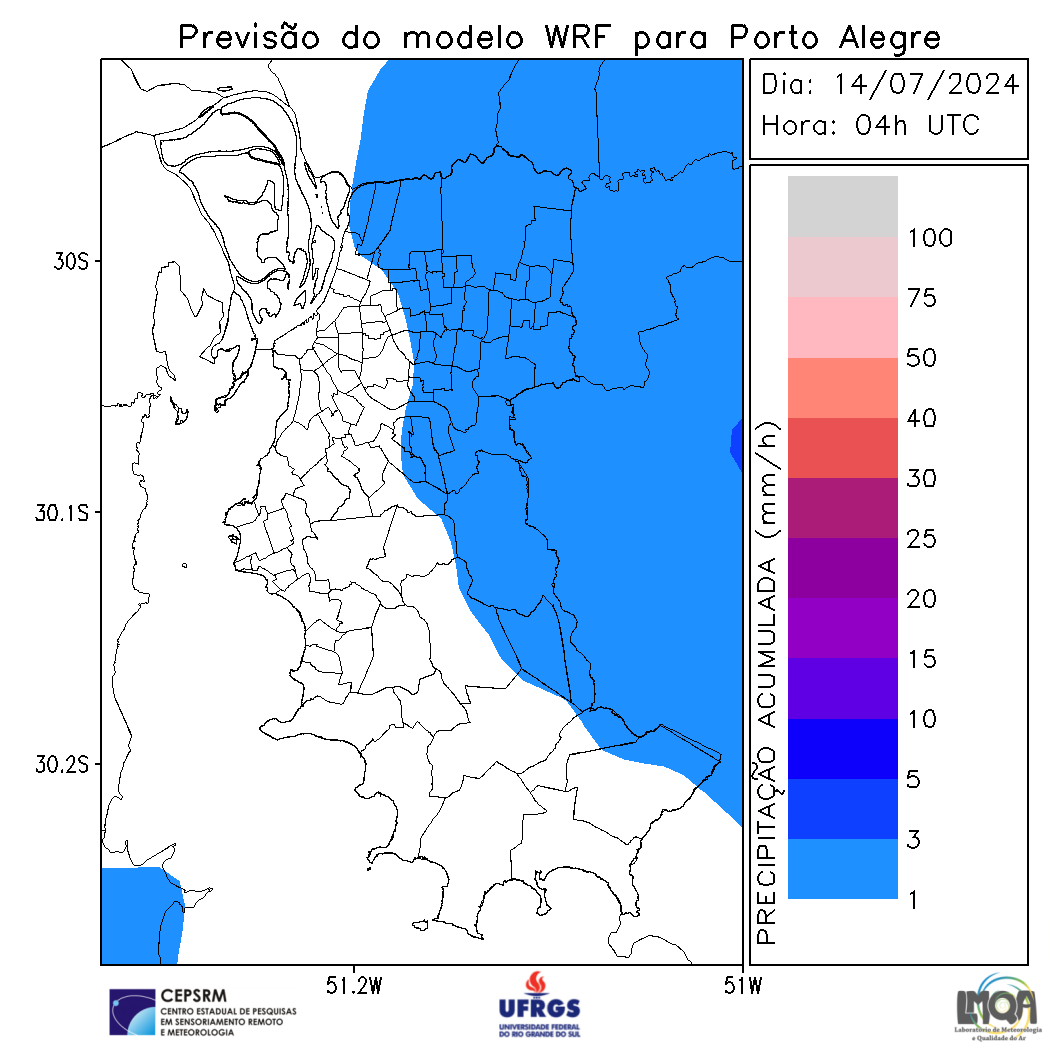 Previsão do modelo WRF para Porto Alegre
Dia: 14/07/2024
Hora: 04h UTC
30S
30.1S
30.2S
51.2W
51W
PRECIPITAÇÃO ACUMULADA (mm/h)
100
75
50
40
30
25
20
15
10
5
3
1
CEPSRM
CENTRO ESTADUAL DE PESQUISAS
EM SENSORIAMENTO REMOTO
E METEOROLOGIA
UFRGS
UNIVERSIDADE FEDERAL
DO RIO GRANDE DO SUL
LMQA
Laboratório de Meteorologia
e Qualidade do Ar